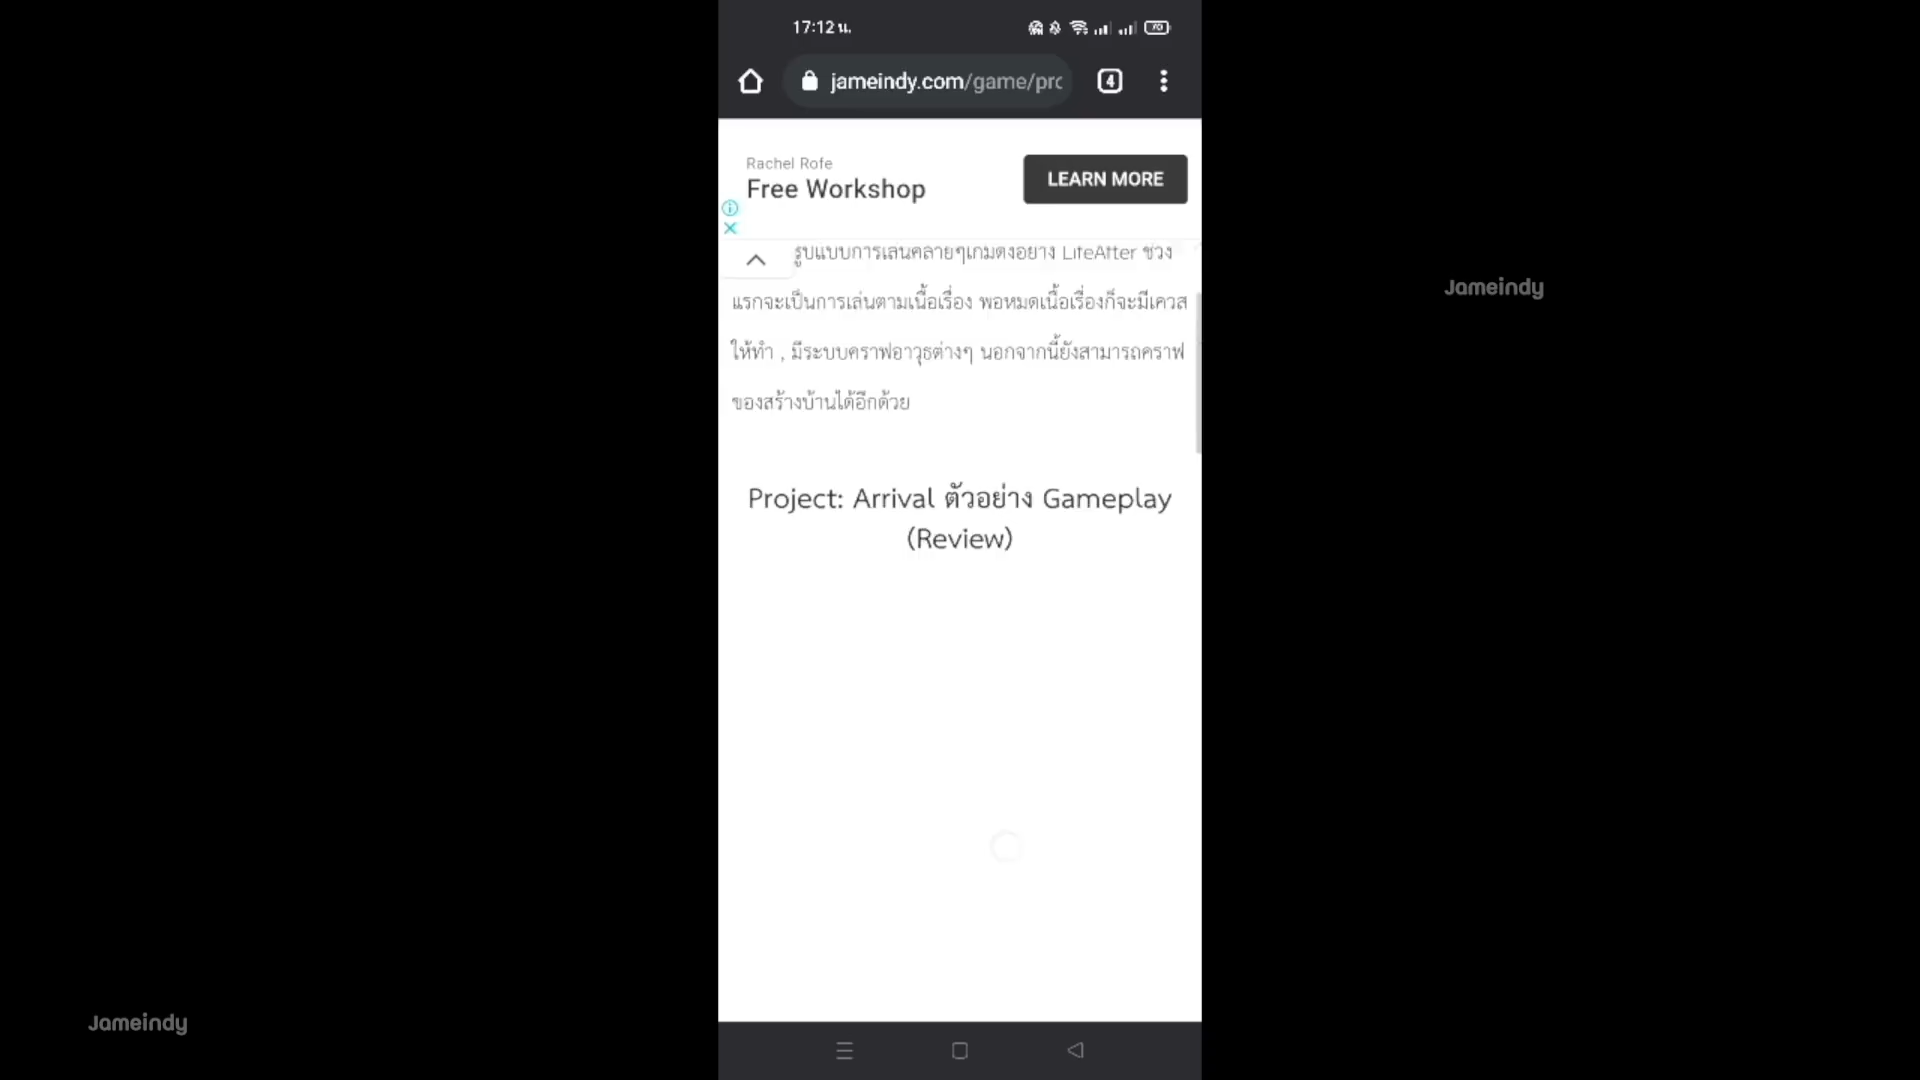 17:12 น.
70
jameindy.com/game/prc
4
Rachel Rofe
Free Workshop
LEARN MORE
รูปแบบการเล่นคล้ายๆเกมดังอย่าง LifeAfter ช่วง
แรกจะเป็นการเล่นตามเนื้อเรื่อง พอหมดเนื้อเรื่องก็จะมีเควส
ให้ทำ , มีระบบคราฟอาวุธต่างๆ นอกจากนี้ยังสามารถคราฟ
ของสร้างบ้านได้อีกด้วย
Project: Arrival ตัวอย่าง Gameplay
(Review)
Jameindy
Jameindy